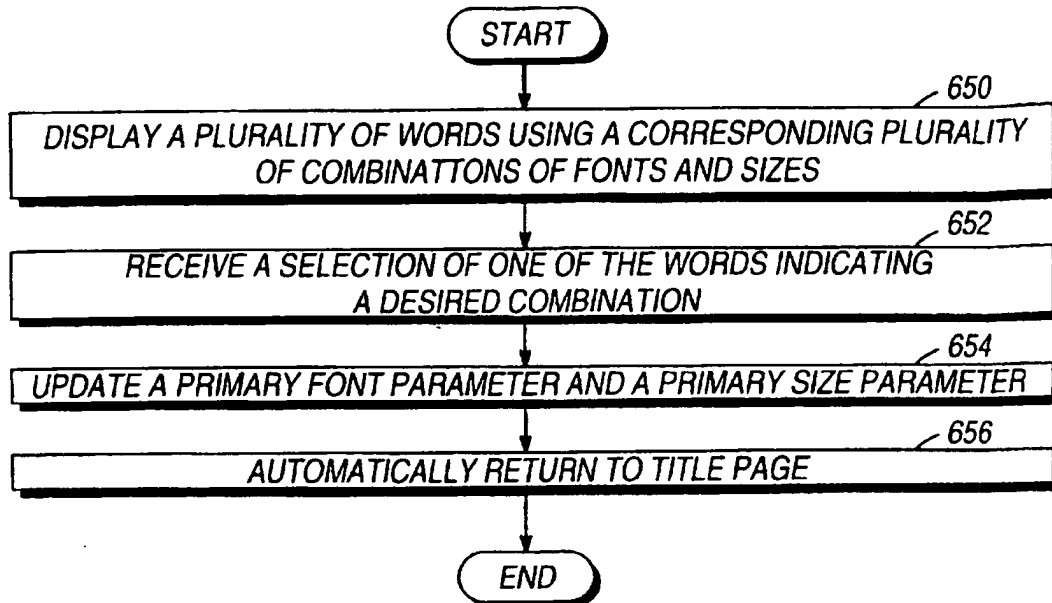 START
650
DISPLAY A PLURALITY OF WORDS USING A CORRESPONDING PLURALITY
OF COMBINATTONS OF FONTS AND SIZES
652
RECEIVE A SELECTION OF ONE OF THE WORDS INDICATING
A DESIRED COMBINATION
654
UPDATE A PRIMARY FONT PARAMETER AND A PRIMARY SIZE PARAMETER
656
AUTOMATICALLY RETURN TO TITLE PAGE
END